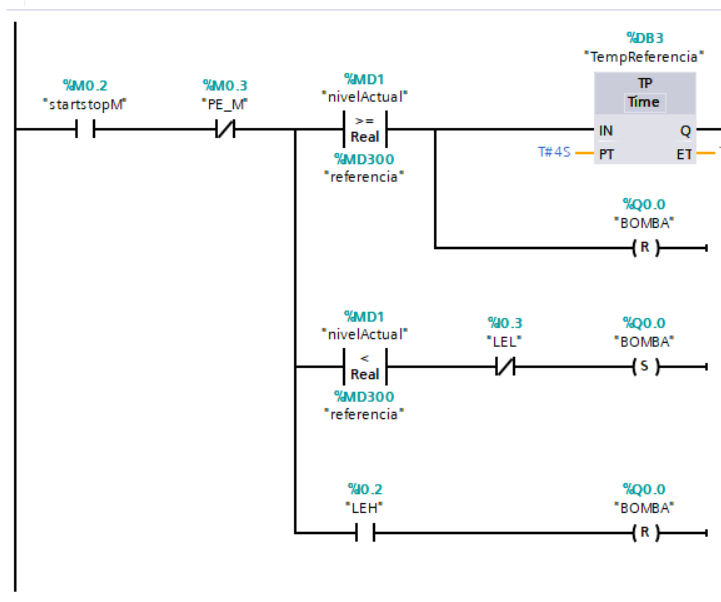 %DB3
"TempReferencia"
TP
Time
IN Q
T#4S PT ET
%M0.2
"startstopM"
%M0.3
"PE_M"
%MD1
"nivelActual"
>=
Real
%MD300
"referencia"
%Q0.0
"BOMBA"
R
%MD1
"nivelActual"
<
Real
%MD300
"referencia"
%I0.3
"LEL"
%Q0.0
"BOMBA"
S
%I0.2
"LEH"
%Q0.0
"BOMBA"
R